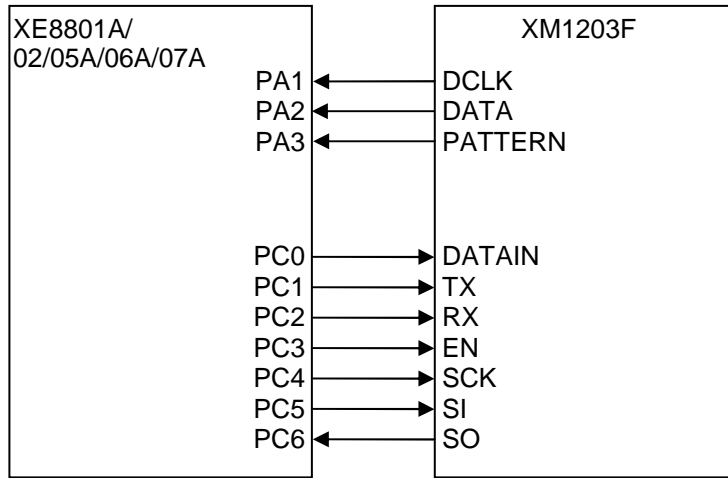 XE8801A/
02/05A/06A/07A
XM1203F
PA1 DCLK
PA2 DATA
PA3 PATTERN
PC0 DATAIN
PC1 TX
PC2 RX
PC3 EN
PC4 SCK
PC5 SI
PC6 SO